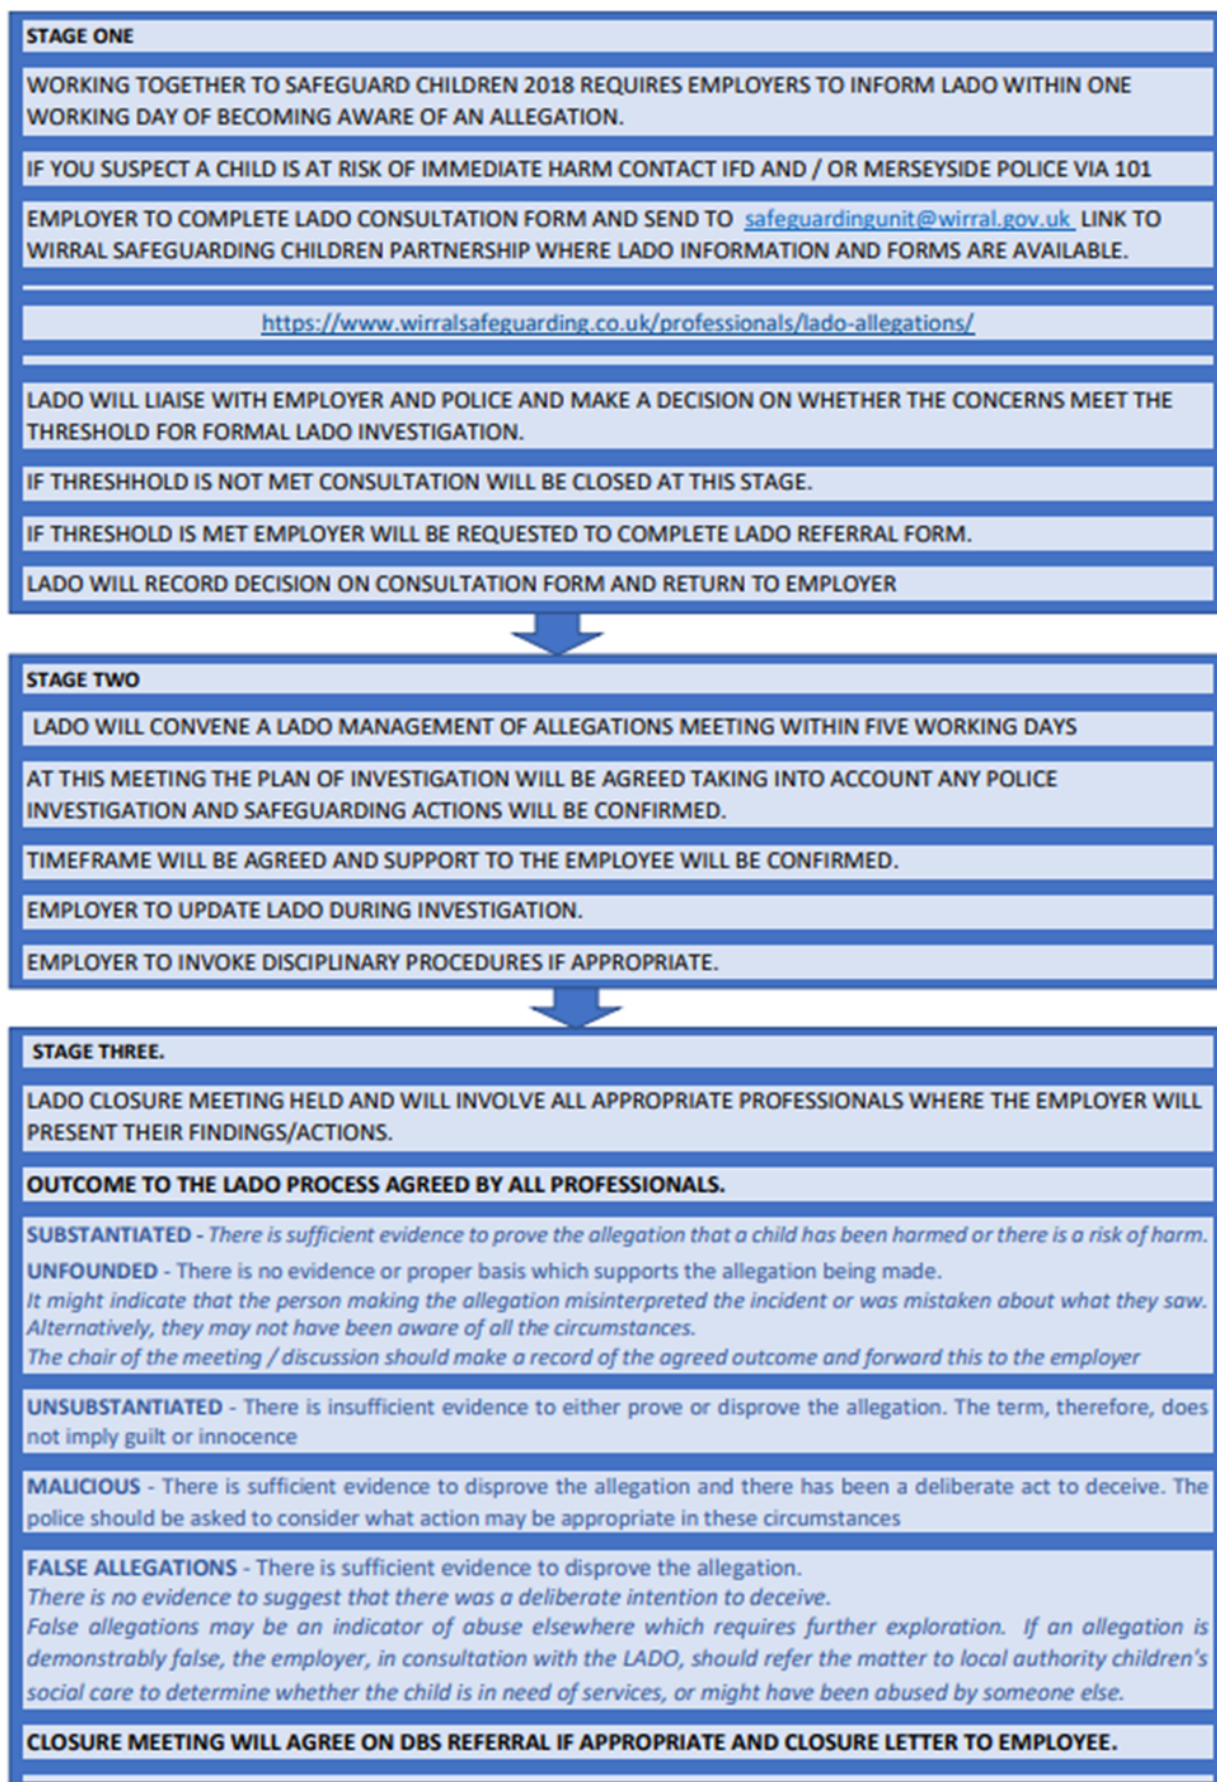 STAGE ONE
WORKING TOGETHER TO SAFEGUARD CHILDREN 2018 REQUIRES EMPLOYERS TO INFORM LADO WITHIN ONE
WORKING DAY OF BECOMING AWARE OF AN ALLEGATION.
IF YOU SUSPECT A CHILD IS AT RISK OF IMMEDIATE HARM CONTACT IFD AND / OR MERSEYSIDE POLICE VIA 101
EMPLOYER TO COMPLETE LADO CONSULTATION FORM AND SEND TO safeguardingunit@wirral.gov.uk LINK TO
WIRRAL SAFEGUARDING CHILDREN PARTNERSHIP WHERE LADO INFORMATION AND FORMS ARE AVAILABLE.
https://www.wirralsafeguarding.co.uk/professionals/lado-allegations/
LADO WILL LIAISE WITH EMPLOYER AND POLICE AND MAKE A DECISION ON WHETHER THE CONCERNS MEET THE
THRESHOLD FOR FORMAL LADO INVESTIGATION.
IF THRESHHOLD IS NOT MET CONSULTATION WILL BE CLOSED AT THIS STAGE.
IF THRESHOLD IS MET EMPLOYER WILL BE REQUESTED TO COMPLETE LADO REFERRAL FORM.
LADO WILL RECORD DECISION ON CONSULTATION FORM AND RETURN TO EMPLOYER
STAGE TWO
LADO WILL CONVENE A LADO MANAGEMENT OF ALLEGATIONS MEETING WITHIN FIVE WORKING DAYS
AT THIS MEETING THE PLAN OF INVESTIGATION WILL BE AGREED TAKING INTO ACCOUNT ANY POLICE
INVESTIGATION AND SAFEGUARDING ACTIONS WILL BE CONFIRMED.
TIMEFRAME WILL BE AGREED AND SUPPORT TO THE EMPLOYEE WILL BE CONFIRMED.
EMPLOYER TO UPDATE LADO DURING INVESTIGATION.
EMPLOYER TO INVOKE DISCIPLINARY PROCEDURES IF APPROPRIATE.
STAGE THREE.
LADO CLOSURE MEETING HELD AND WILL INVOLVE ALL APPROPRIATE PROFESSIONALS WHERE THE EMPLOYER WILL
PRESENT THEIR FINDINGS/ACTIONS.
OUTCOME TO THE LADO PROCESS AGREED BY ALL PROFESSIONALS.
SUBSTANTIATED - There is sufficient evidence to prove the allegation that a child has been harmed or there is a risk of harm.
UNFOUNDED - There is no evidence or proper basis which supports the allegation being made.
It might indicate that the person making the allegation misinterpreted the incident or was mistaken about what they saw.
Alternatively, they may not have been aware of all the circumstances.
The chair of the meeting / discussion should make a record of the agreed outcome and forward this to the employer
UNSUBSTANTIATED - There is insufficient evidence to either prove or disprove the allegation. The term, therefore, does
not imply guilt or innocence
MALICIOUS - There is sufficient evidence to disprove the allegation and there has been a deliberate act to deceive. The
police should be asked to consider what action may be appropriate in these circumstances
FALSE ALLEGATIONS - There is sufficient evidence to disprove the allegation.
There is no evidence to suggest that there was a deliberate intention to deceive.
False allegations may be an indicator of abuse elsewhere which requires further exploration. If an allegation is
demonstrably false, the employer, in consultation with the LADO, should refer the matter to local authority children's
social care to determine whether the child is in need of services, or might have been abused by someone else.
CLOSURE MEETING WILL AGREE ON DBS REFERRAL IF APPROPRIATE AND CLOSURE LETTER TO EMPLOYEE.